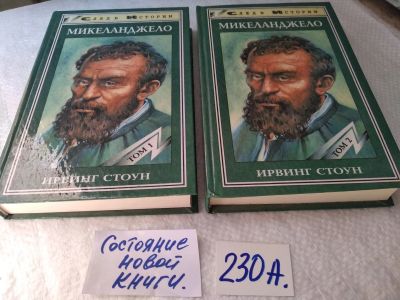 СЛЕД В ИСТОРИИ
МИКЕЛАНДЖЕЛО
ТОМ 1
ИРВИНГ СТОУН
СЛЕД В ИСТОРИИ
МИКЕЛАНДЖЕЛО
ТОМ 2
ИРВИНГ СТОУН
Состояние
новой
книги.
230 А.